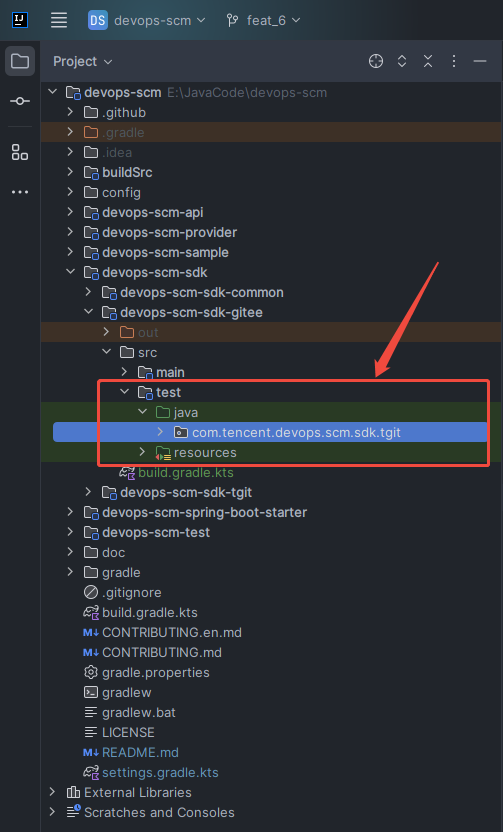 IJ DS devops-scm feat_6
Project
devops-scm E:\JavaCode\devops-scm
.github
.gradle
.idea
buildSrc
config
devops-scm-api
devops-scm-provider
devops-scm-sample
devops-scm-sdk
devops-scm-sdk-common
devops-scm-sdk-gitee
out
src
main
test
java
com.tencent.devops.scm.sdk.tgit
resources
build.gradle.kts
devops-scm-sdk-tgit
devops-scm-spring-boot-starter
devops-scm-test
doc
gradle
.gitignore
build.gradle.kts
M↓ CONTRIBUTING.en.md
M↓ CONTRIBUTING.md
gradle.properties
gradlew
gradlew.bat
LICENSE
M↓ README.md
settings.gradle.kts
External Libraries
Scratches and Consoles